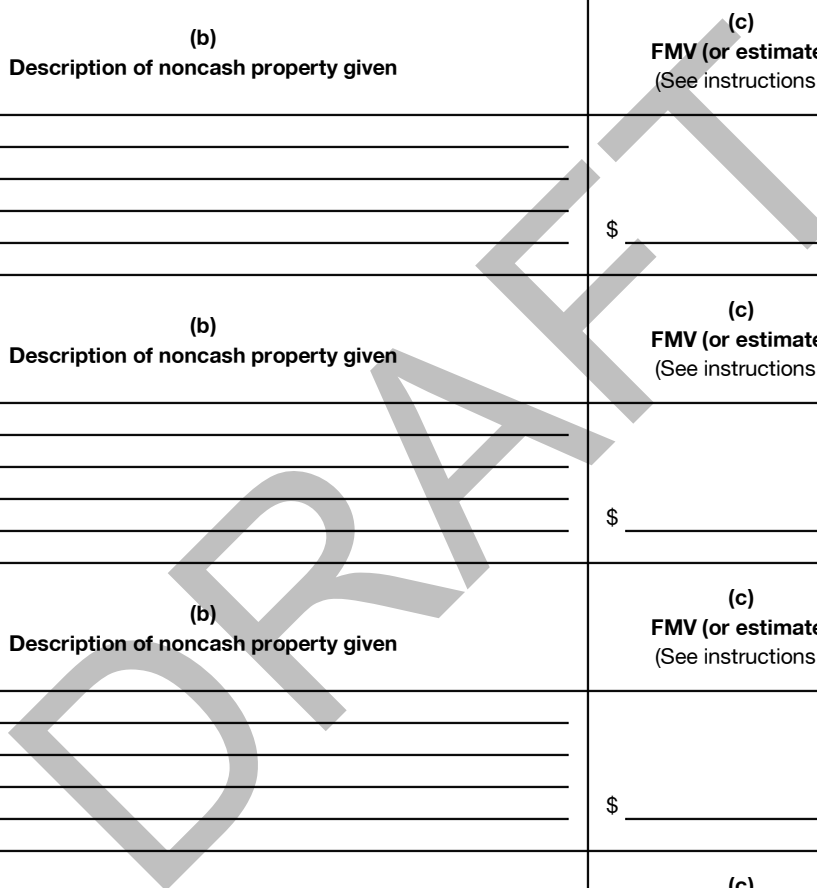 (b)
Description of noncash property given
(c)
FMV (or estimate
(See instructions
$
(b)
Description of noncash property given
(c)
FMV (or estimate
(See instructions
$
(b)
Description of noncash property given
(c)
FMV (or estimate
(See instructions
$
(c)
DRAFT